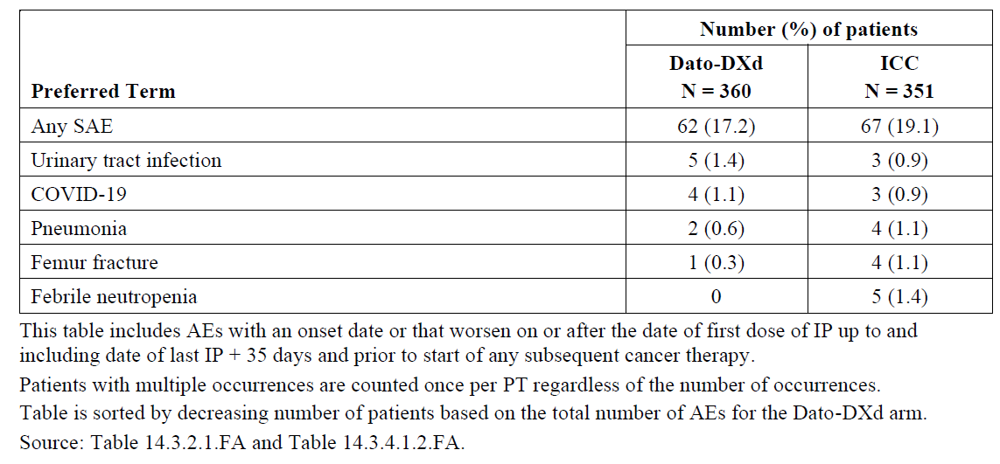 Number (%) of patients
Preferred Term
Dato-DXd
N = 360
ICC
N = 351
Any SAE 62 (17.2) 67 (19.1)
Urinary tract infection 5 (1.4) 3 (0.9)
COVID-19 4 (1.1) 3 (0.9)
Pneumonia 2 (0.6) 4 (1.1)
Femur fracture 1 (0.3) 4 (1.1)
Febrile neutropenia 0 5 (1.4)
This table includes AEs with an onset date or that worsen on or after the date of first dose of IP up to and
including date of last IP + 35 days and prior to start of any subsequent cancer therapy.
Patients with multiple occurrences are counted once per PT regardless of the number of occurrences.
Table is sorted by decreasing number of patients based on the total number of AEs for the Dato-DXd arm.
Source: Table 14.3.2.1.FA and Table 14.3.4.1.2.FA.